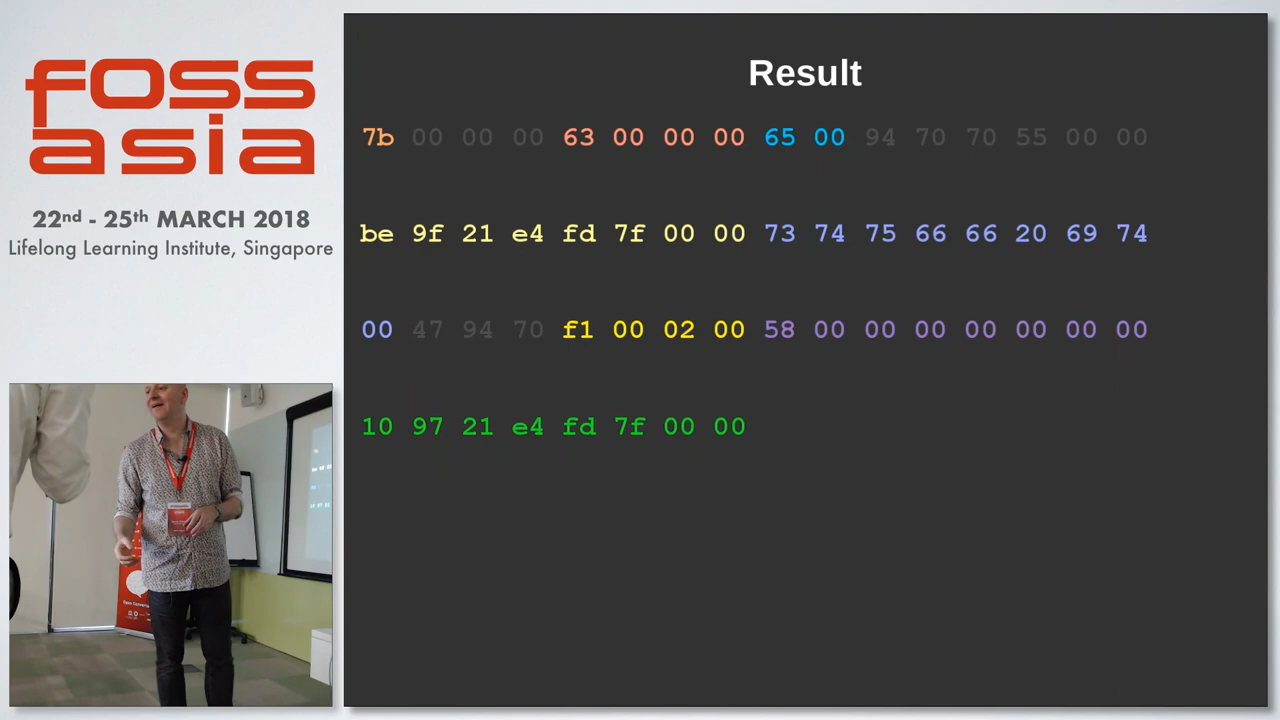 foss
asia
22nd - 25th MARCH 2018
Lifelong Learning Institute, Singapore
Result
7b 00 00 00 63 00 00 00 65 00 94 70 70 55 00 00
be 9f 21 e4 fd 7f 00 00 73 74 75 66 66 20 69 74
00 47 94 70 f1 00 02 00 58 00 00 00 00 00 00 00
10 97 21 e4 fd 7f 00 00